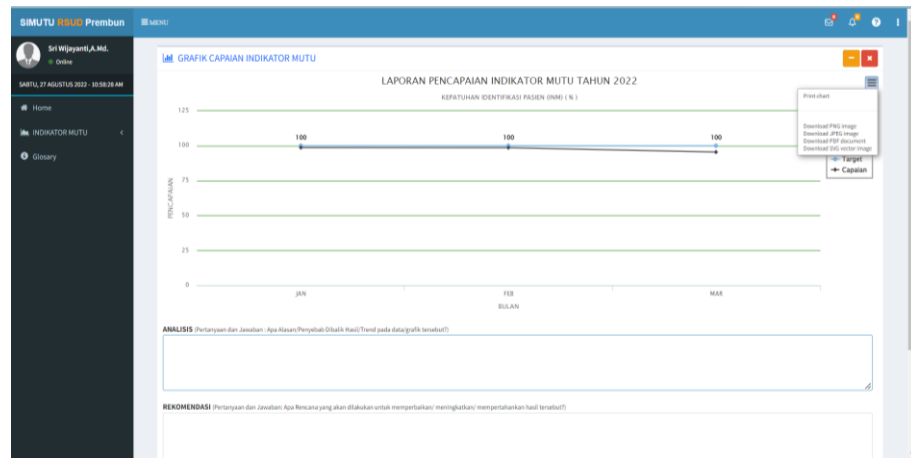 SIMUTU RSUD Prembun
MENU
Sri Wijayanti,A.Md.
Online
SABTU, 27 AGUSTUS 2022 - 10:58:28 AM
Home
INDIKATOR MUTU
Glosary
GRAFIK CAPAIAN INDIKATOR MUTU
LAPORAN PENCAPAIAN INDIKATOR MUTU TAHUN 2022
KEPATUHAN IDENTIFIKASI PASIEN (INM) ( % )
Print chart
Download PNG image
Download JPEG image
Download PDF document
Download SVG vector image
Target
Capaian
PENCAPAIAN
125
100
75
50
25
0
100 100 100
JAN FEB MAR
BULAN
ANALISIS (Pertanyaan dan Jawaban : Apa Alasan/Penyebab Dibalik Hasil/Trend pada data/grafik tersebut?)
REKOMENDASI (Pertanyaan dan Jawaban: Apa Rencana yang akan dilakukan untuk memperbaikan/ meningkatkan/ mempertahankan hasil tersebut?)